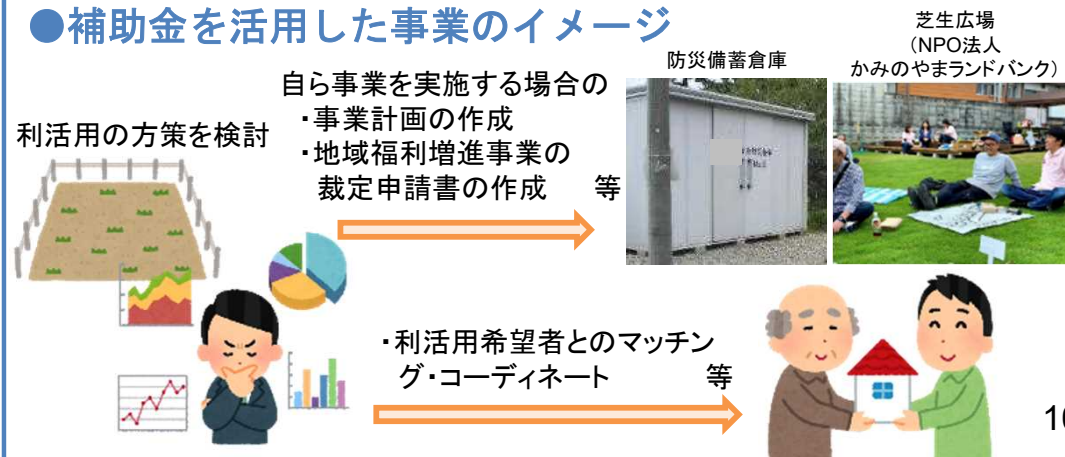 ●補助金を活用した事業のイメージ
利活用の方策を検討
自ら事業を実施する場合の
・事業計画の作成
・地域福利増進事業の
裁定申請書の作成　等
防災備蓄倉庫
芝生広場
（NPO法人
かみのやまランドバンク）
・利活用希望者とのマッチン
グ・コーディネート　等